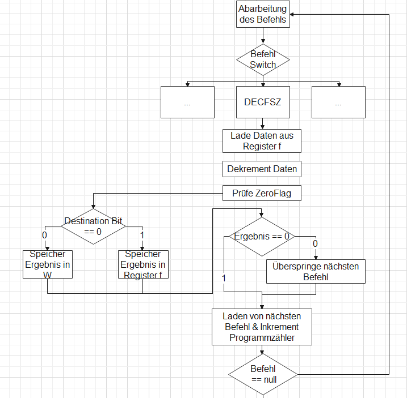 Abarbeitung
des Befehls
Befehl
Switch
...
DECFSZ
...
Lade Daten aus
Register f
Dekrement Daten
Prüfe ZeroFlag
Destination Bit
== 0
0
1
Speicher
Ergebnis in
W
Speicher
Ergebnis in
Register f
Ergebnis == 0
0
1
Überspringe nächsten
Befehl
Laden von nächsten
Befehl & Inkrement
Programmzähler
Befehl
== null